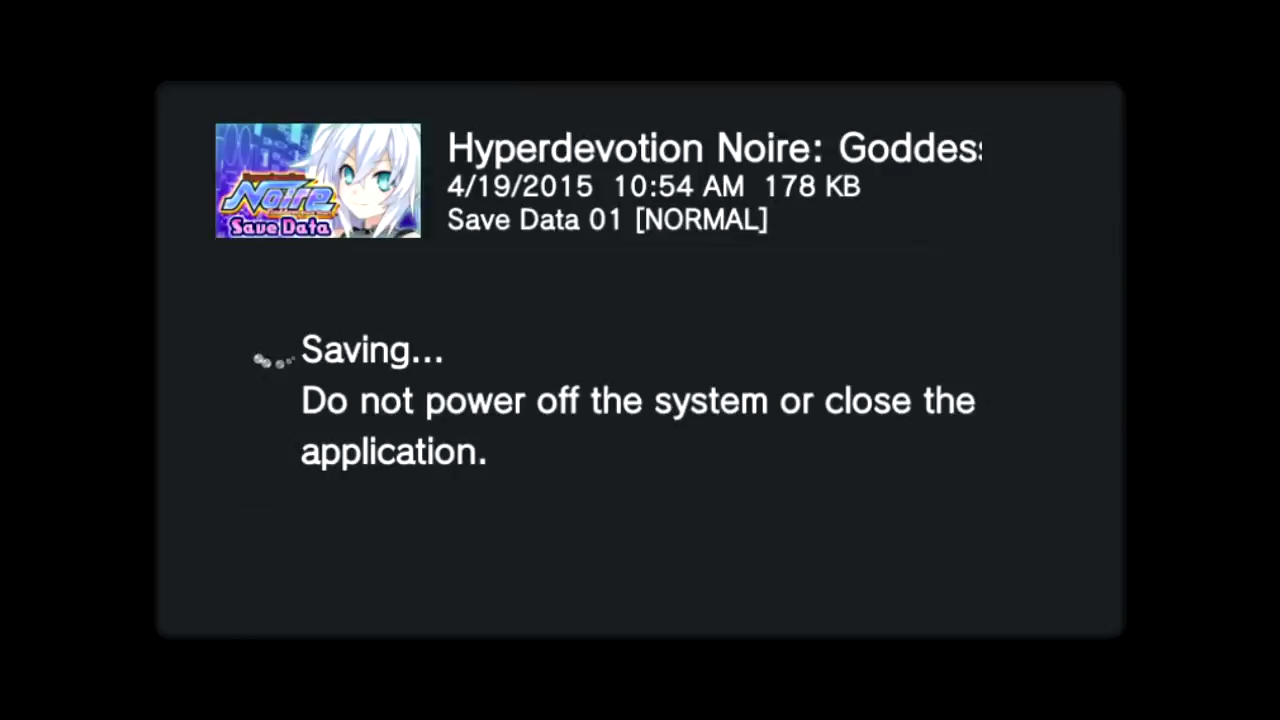 Hyperdevotion Noire: Goddess
4/19/2015 10:54 AM 178 KB
Save Data 01 [NORMAL]
Noire
Save Data
Saving...
Do not power off the system or close the
application.